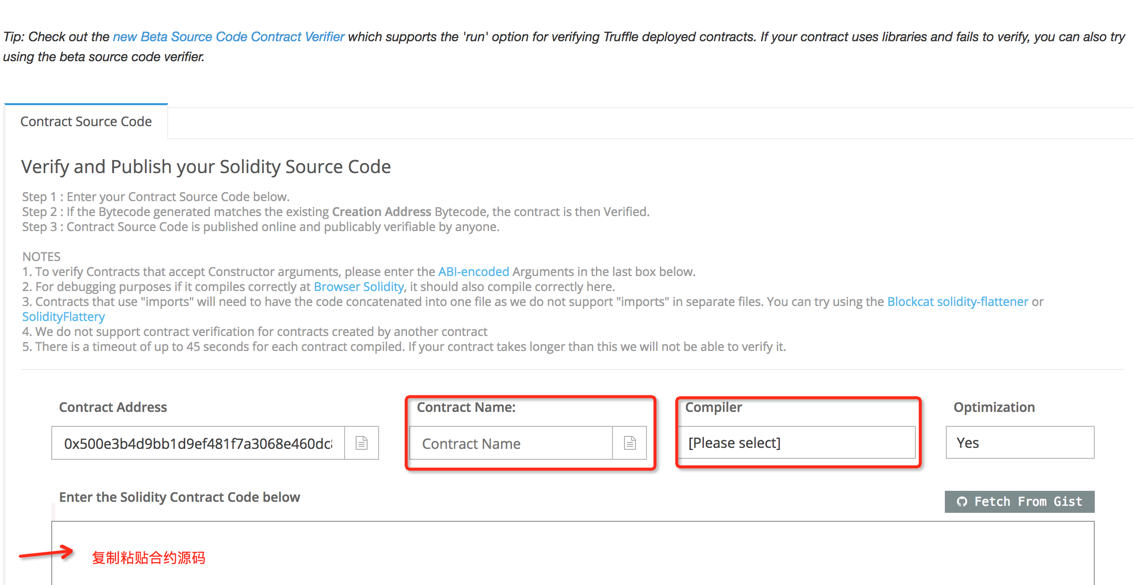 Tip: Check out the new Beta Source Code Contract Verifier which supports the 'run' option for verifying Truffle deployed contracts. If your contract uses libraries and fails to verify, you can also try
using the beta source code verifier.
Contract Source Code
Verify and Publish your Solidity Source Code
Step 1 : Enter your Contract Source Code below.
Step 2 : If the Bytecode generated matches the existing Creation Address Bytecode, the contract is then Verified.
Step 3 : Contract Source Code is published online and publicably verifiable by anyone.
NOTES
1. To verify Contracts that accept Constructor arguments, please enter the ABI-encoded Arguments in the last box below.
2. For debugging purposes if it compiles correctly at Browser Solidity, it should also compile correctly here.
3. Contracts that use "imports" will need to have the code concatenated into one file as we do not support "imports" in separate files. You can try using the Blockcat solidity-flattener or
SolidityFlattery
4. We do not support contract verification for contracts created by another contract
5. There is a timeout of up to 45 seconds for each contract compiled. If your contract takes longer than this we will not be able to verify it.
Contract Address
Contract Name:
Compiler
Optimization
0x500e3b4d9bb1d9ef481f7a3068e460dc
Contract Name
[Please select]
Yes
Enter the Solidity Contract Code below
Fetch From Gist
复制粘贴合约源码